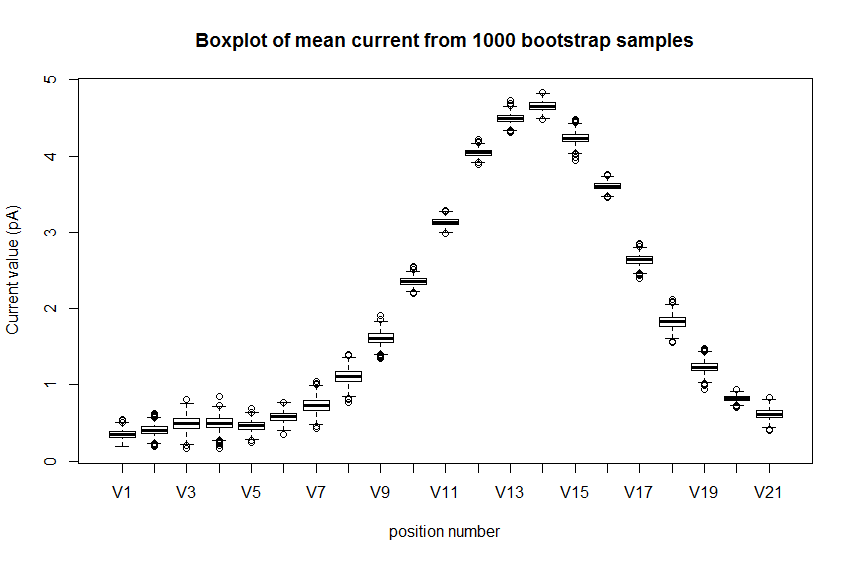 Boxplot of mean current from 1000 bootstrap samples
Current value (pA)
5
4
3
2
1
0
V1 V3 V5 V7 V9 V11 V13 V15 V17 V19 V21
position number